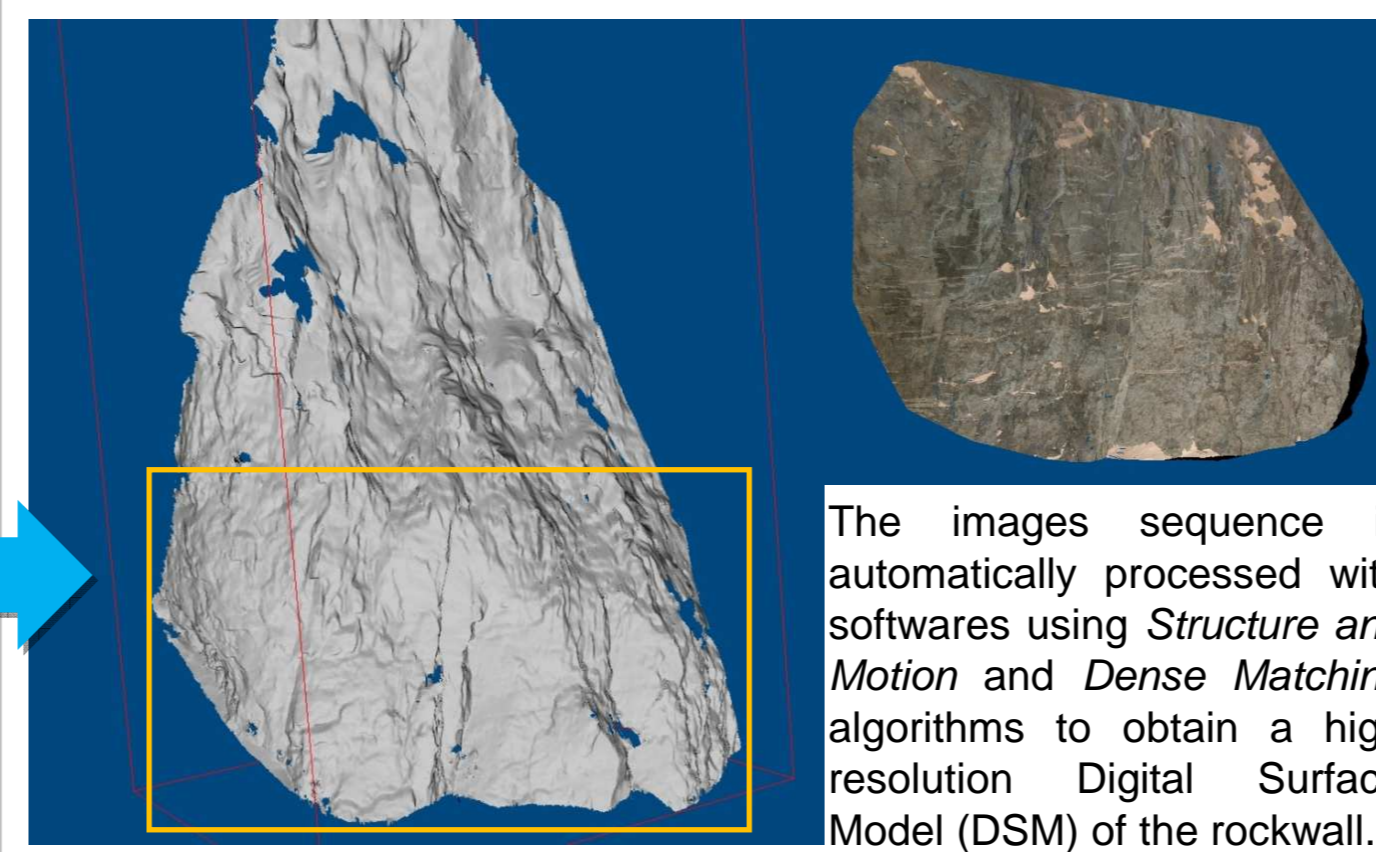 The images sequence
automatically processed
softwares using Structure
Motion and Dense
algorithms to obtain a
resolution Digital
Model (DSM) of the rockwall.